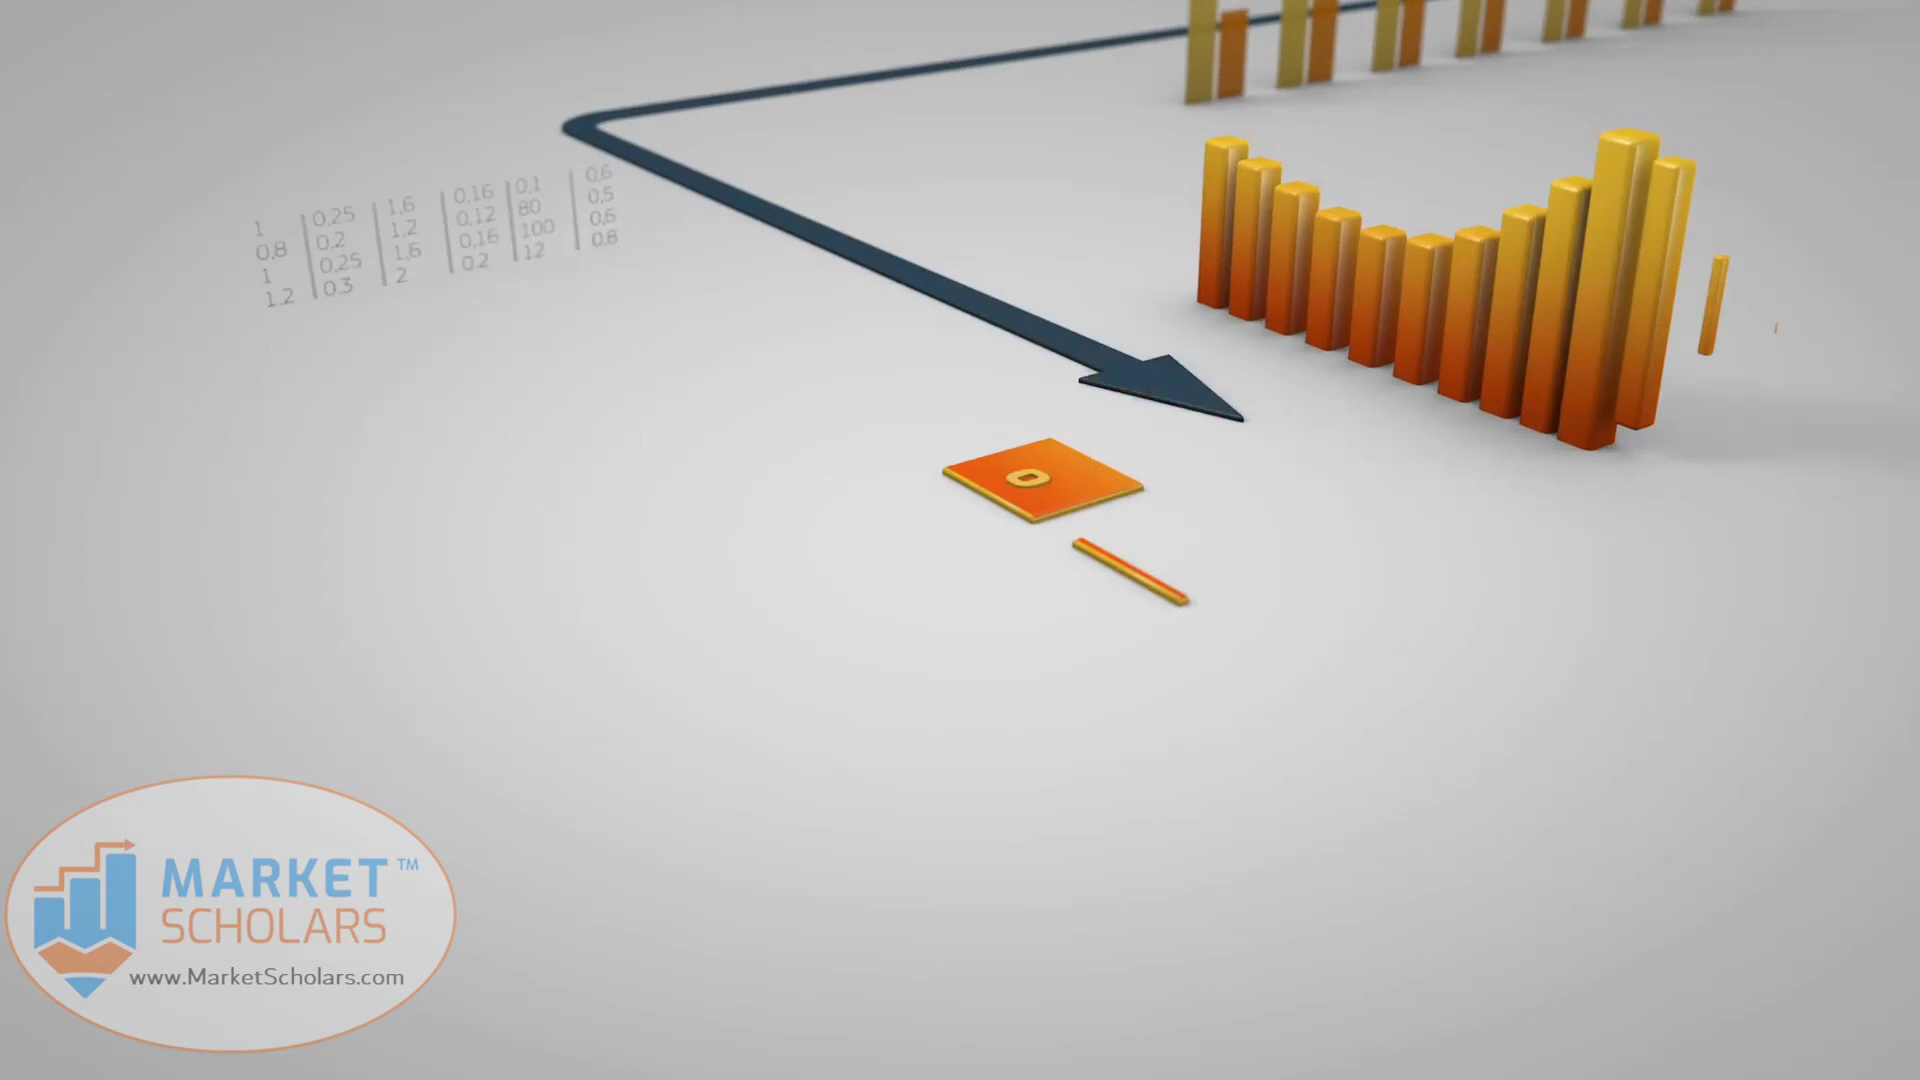 1 | 0,25 | 1,6 | 0,16 | 0,1 | 0,6
0,8 | 0,2 | 1,2 | 0,12 | 80 | 0,5
1 | 0,25 | 1,6 | 0,16 | 100 | 0,6
1,2 | 0,3 | 2 | 0,2 | 12 | 0,8
0
MARKET™
SCHOLARS
www.MarketScholars.com